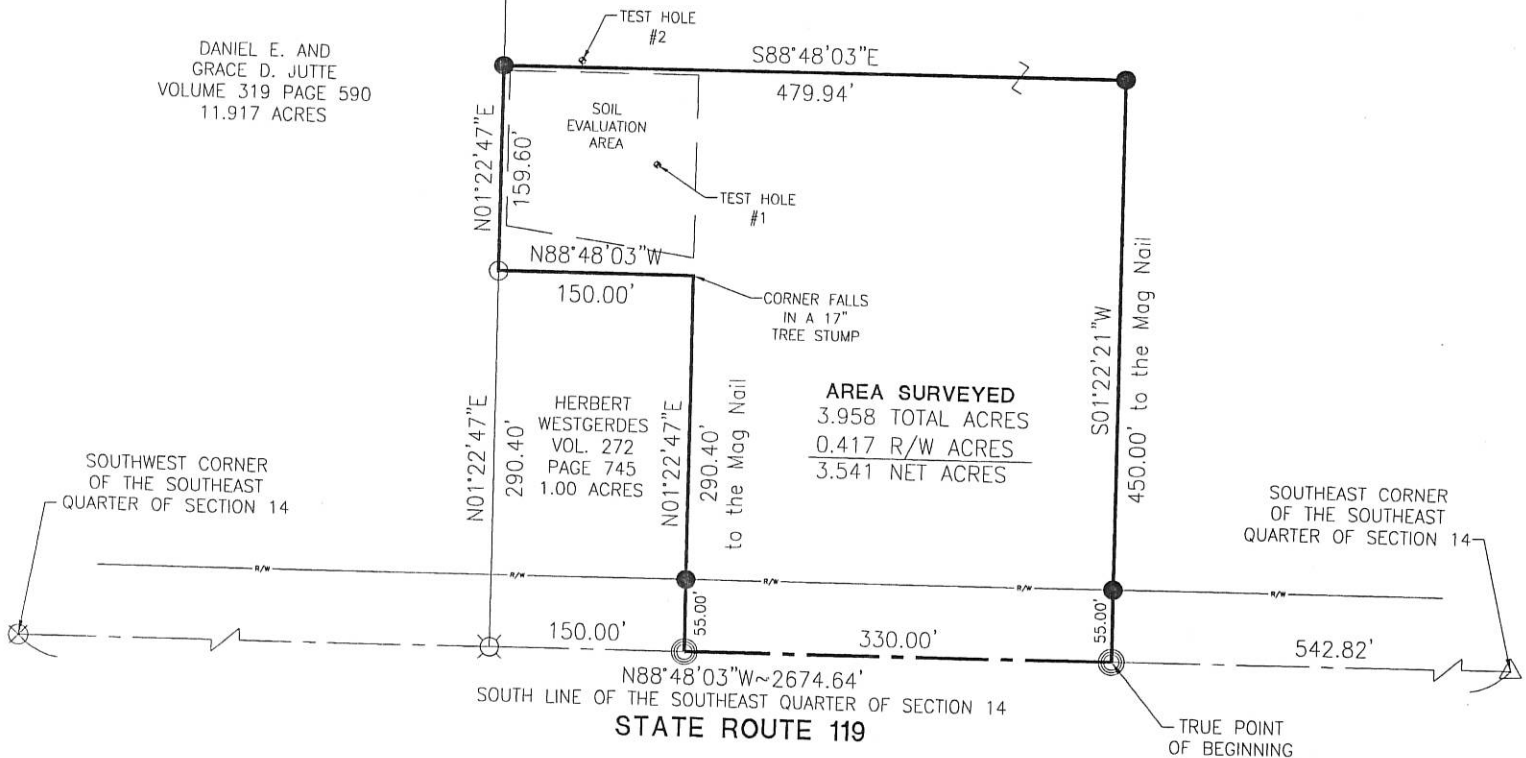 TEST HOLE
#2
DANIEL E. AND
GRACE D. JUTTE
VOLUME 319 PAGE 590
11.917 ACRES
S88°48'03"E
479.94'
SOIL
EVALUATION
AREA
N01°22'47"E
159.60'
TEST HOLE
#1
N88°48'03"W
150.00'
CORNER FALLS
IN A 17"
TREE STUMP
S01°22'21"W
450.00' to the Mag Nail
N01°22'47"E
290.40'
HERBERT
WESTGERDES
VOL. 272
PAGE 745
1.00 ACRES
N01°22'47"E
290.40'
to the Mag Nail
AREA SURVEYED
3.958 TOTAL ACRES
0.417 R/W ACRES
3.541 NET ACRES
SOUTHWEST CORNER
OF THE SOUTHEAST
QUARTER OF SECTION 14
SOUTHEAST CORNER
OF THE SOUTHEAST
QUARTER OF SECTION 14
R/W
R/W
R/W
R/W
R/W
55.00'
55.00'
150.00'
330.00'
542.82'
N88°48'03"W~2674.64'
SOUTH LINE OF THE SOUTHEAST QUARTER OF SECTION 14
STATE ROUTE 119
TRUE POINT
OF BEGINNING